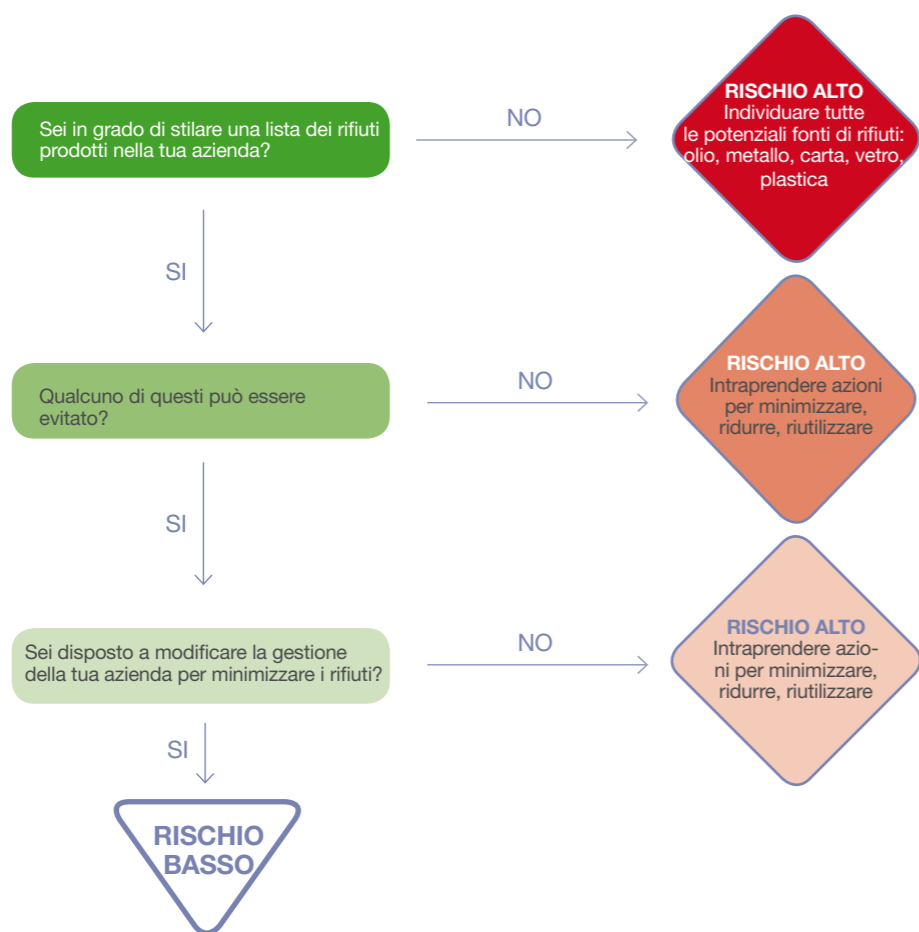 Sei in grado di stilare una lista dei rifiuti
prodotti nella tua azienda?
NO
RISCHIO ALTO
Individuare tutte
le potenziali fonti di rifiuti:
olio, metallo, carta, vetro,
plastica
SI
Qualcuno di questi può essere
evitato?
NO
RISCHIO ALTO
Intraprendere azioni
per minimizzare,
ridurre, riutilizzare
SI
Sei disposto a modificare la gestione
della tua azienda per minimizzare i rifiuti?
NO
RISCHIO ALTO
Intraprendere azio-
ni per minimizzare,
ridurre, riutilizzare
SI
RISCHIO
BASSO